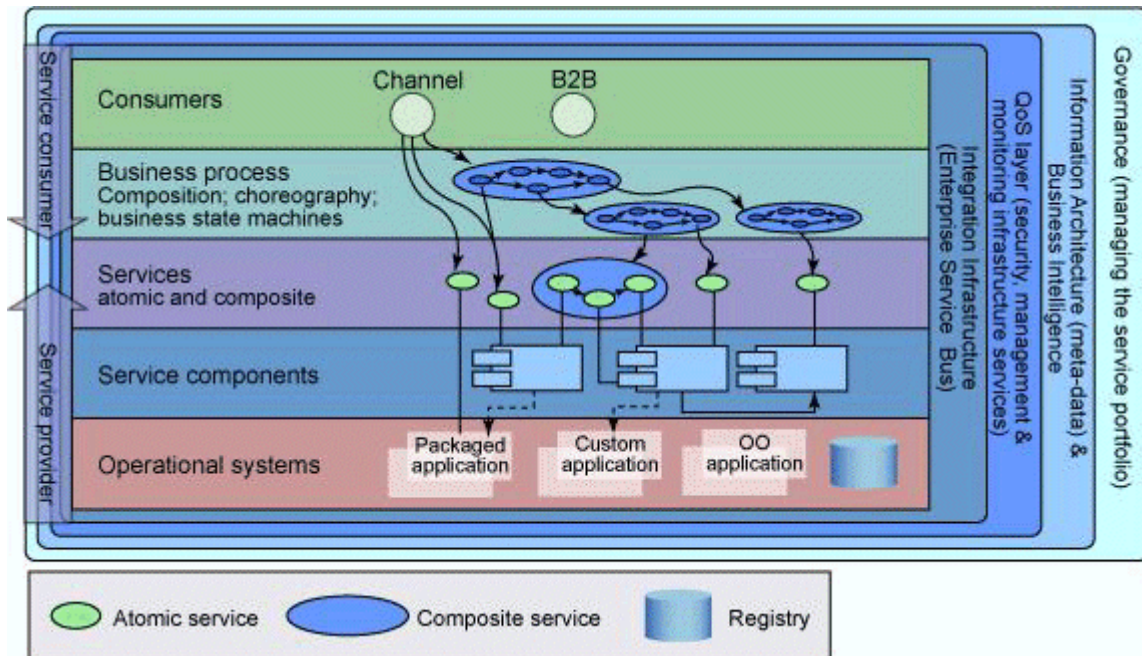 Channel
B2B
Consumers
Business process
Composition; choreography;
business state machines
Services
atomic and composite
Service components
Operational systems
Packaged
application
Custom
application
OO
application
Service consumer
Service provider
Integration Infrastructure
(Enterprise Service Bus)
QoS layer (security, management &
monitoring infrastructure services)
Information Architecture (meta-data) &
Business Intelligence
Governance (managing the service portfolio)
Atomic service
Composite service
Registry